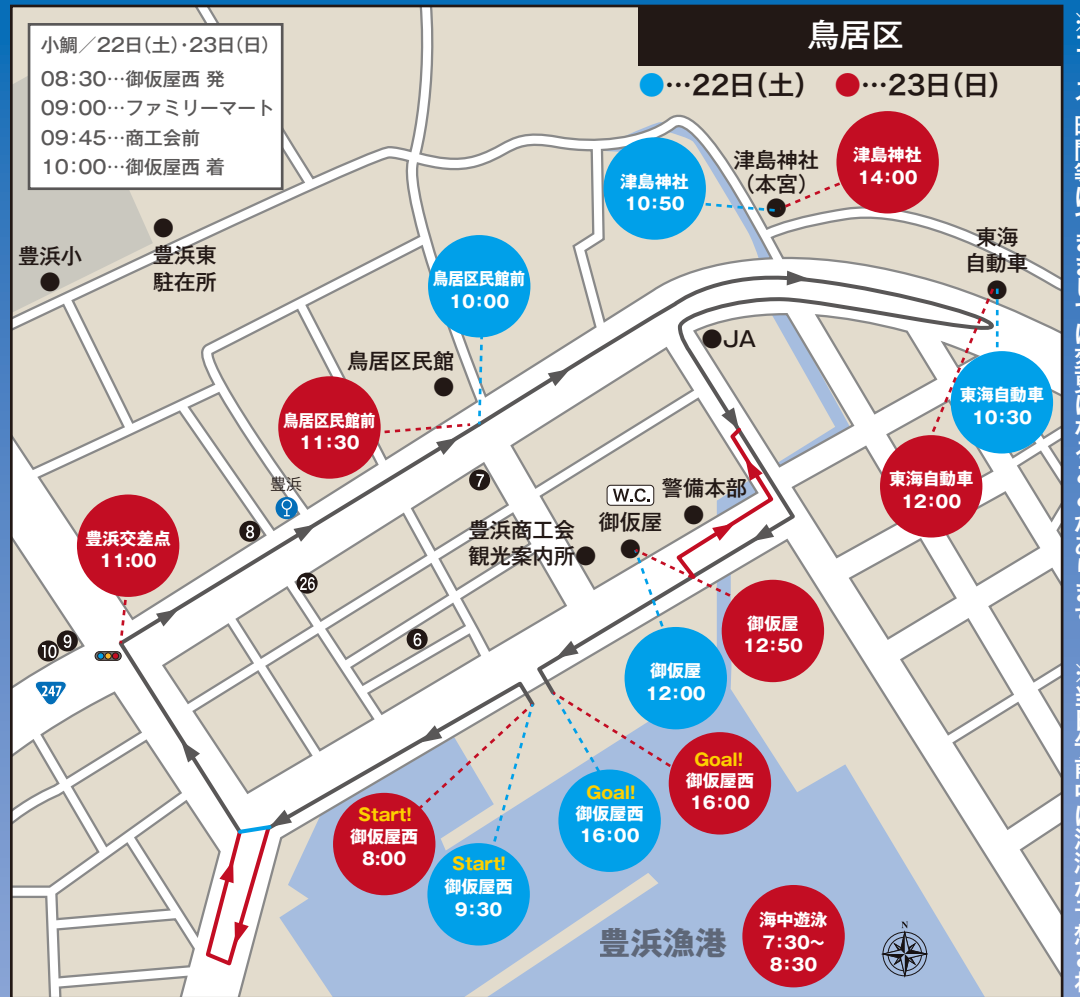 鳥居区
●…22日(土) ●…23日(日)
小鯛／22日(土)・23日(日)
08:30…御仮屋西 発
09:00…ファミリーマート
09:45…商工会前
10:00…御仮屋西 着
津島神社
10:50
津島神社
（本宮）
津島神社
14:00
豊浜小
豊浜東
駐在所
東海
自動車
鳥居区民館前
10:00
JA
鳥居区民館
鳥居区民館前
11:30
東海自動車
10:30
東海自動車
12:00
豊浜
7
8
W.C.
警備本部
御仮屋
豊浜商工会
観光案内所
豊浜交差点
11:00
26
6
10
9
247
御仮屋
12:50
御仮屋
12:00
Goal!
御仮屋西
16:00
Goal!
御仮屋西
16:00
Start!
御仮屋西
8:00
Start!
御仮屋西
9:30
豊浜漁港
海中遊泳
7:30〜
8:30
N